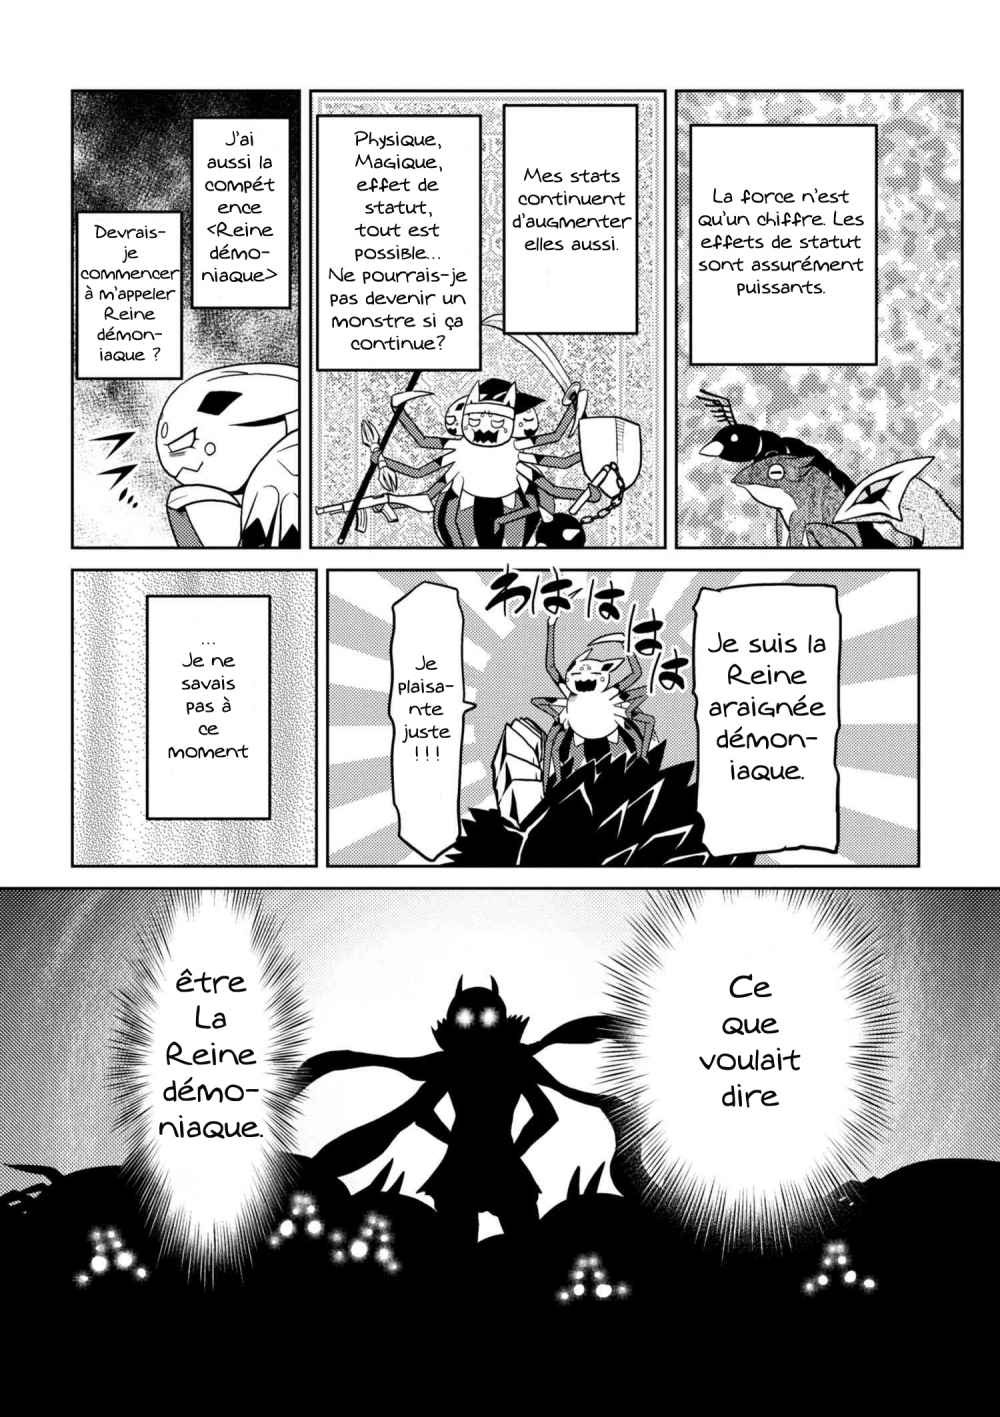 La force n'est
qu'un chiffre. Les
effets de statut
sont assurément
puissants.
Mes stats
continuent
d'augmenter
elles aussi.
Physique,
Magique,
effet de
statut,
tout est
possible...
Ne pourrais-je
pas devenir un
monstre si ça
continue?
J'ai
aussi la
compét
ence
<Reine
démo-
niaque>
Devrais-
je
commencer
à m'appeler
Reine
démon-
iaque ?
Je suis la
Reine
araignée
démon-
iaque.
わはははは
Je
plaisa-
nte
juste
!!!
...
Je ne
savais
pas à
ce
moment
Ce
que
voulait
dire
être
La
Reine
démo-
niaque.